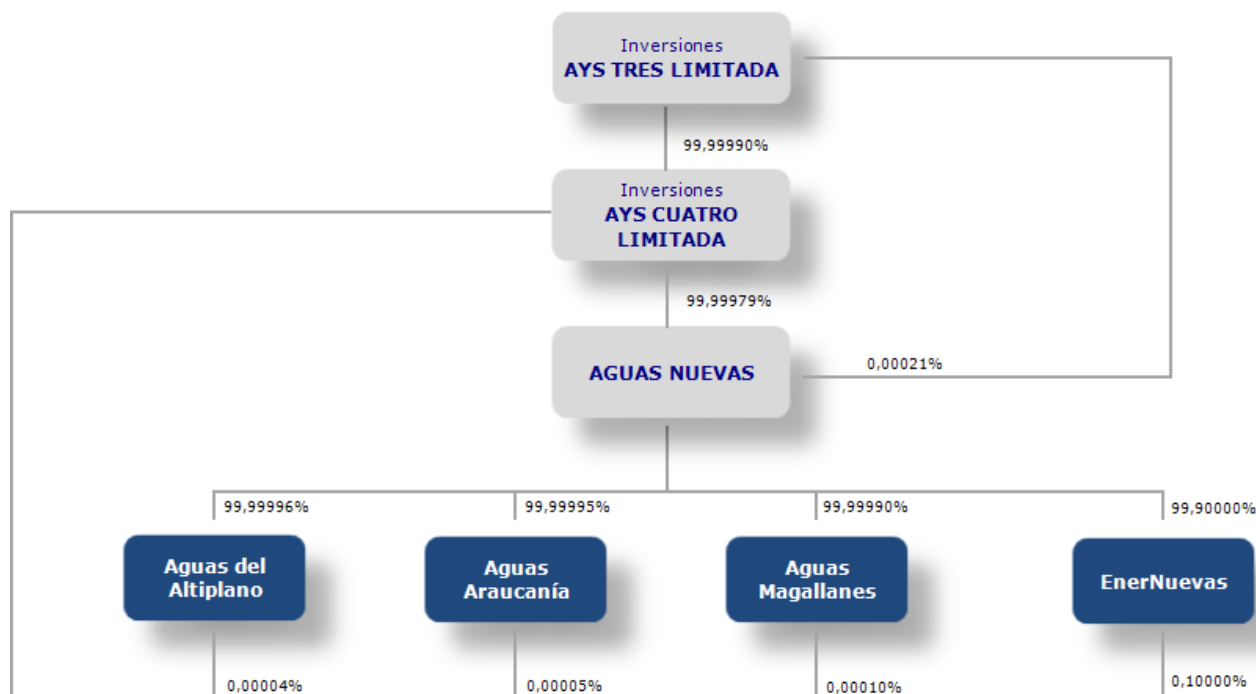 Inversiones
AYS TRES LIMITADA
99,99990%
Inversiones
AYS CUATRO
LIMITADA
99,99979%
AGUAS NUEVAS
0,00021%
99,99996%
99,99995%
99,99990%
99,90000%
Aguas del
Altiplano
Aguas
Araucanía
Aguas
Magallanes
EnerNuevas
0,00004%
0,00005%
0,00010%
0,10000%